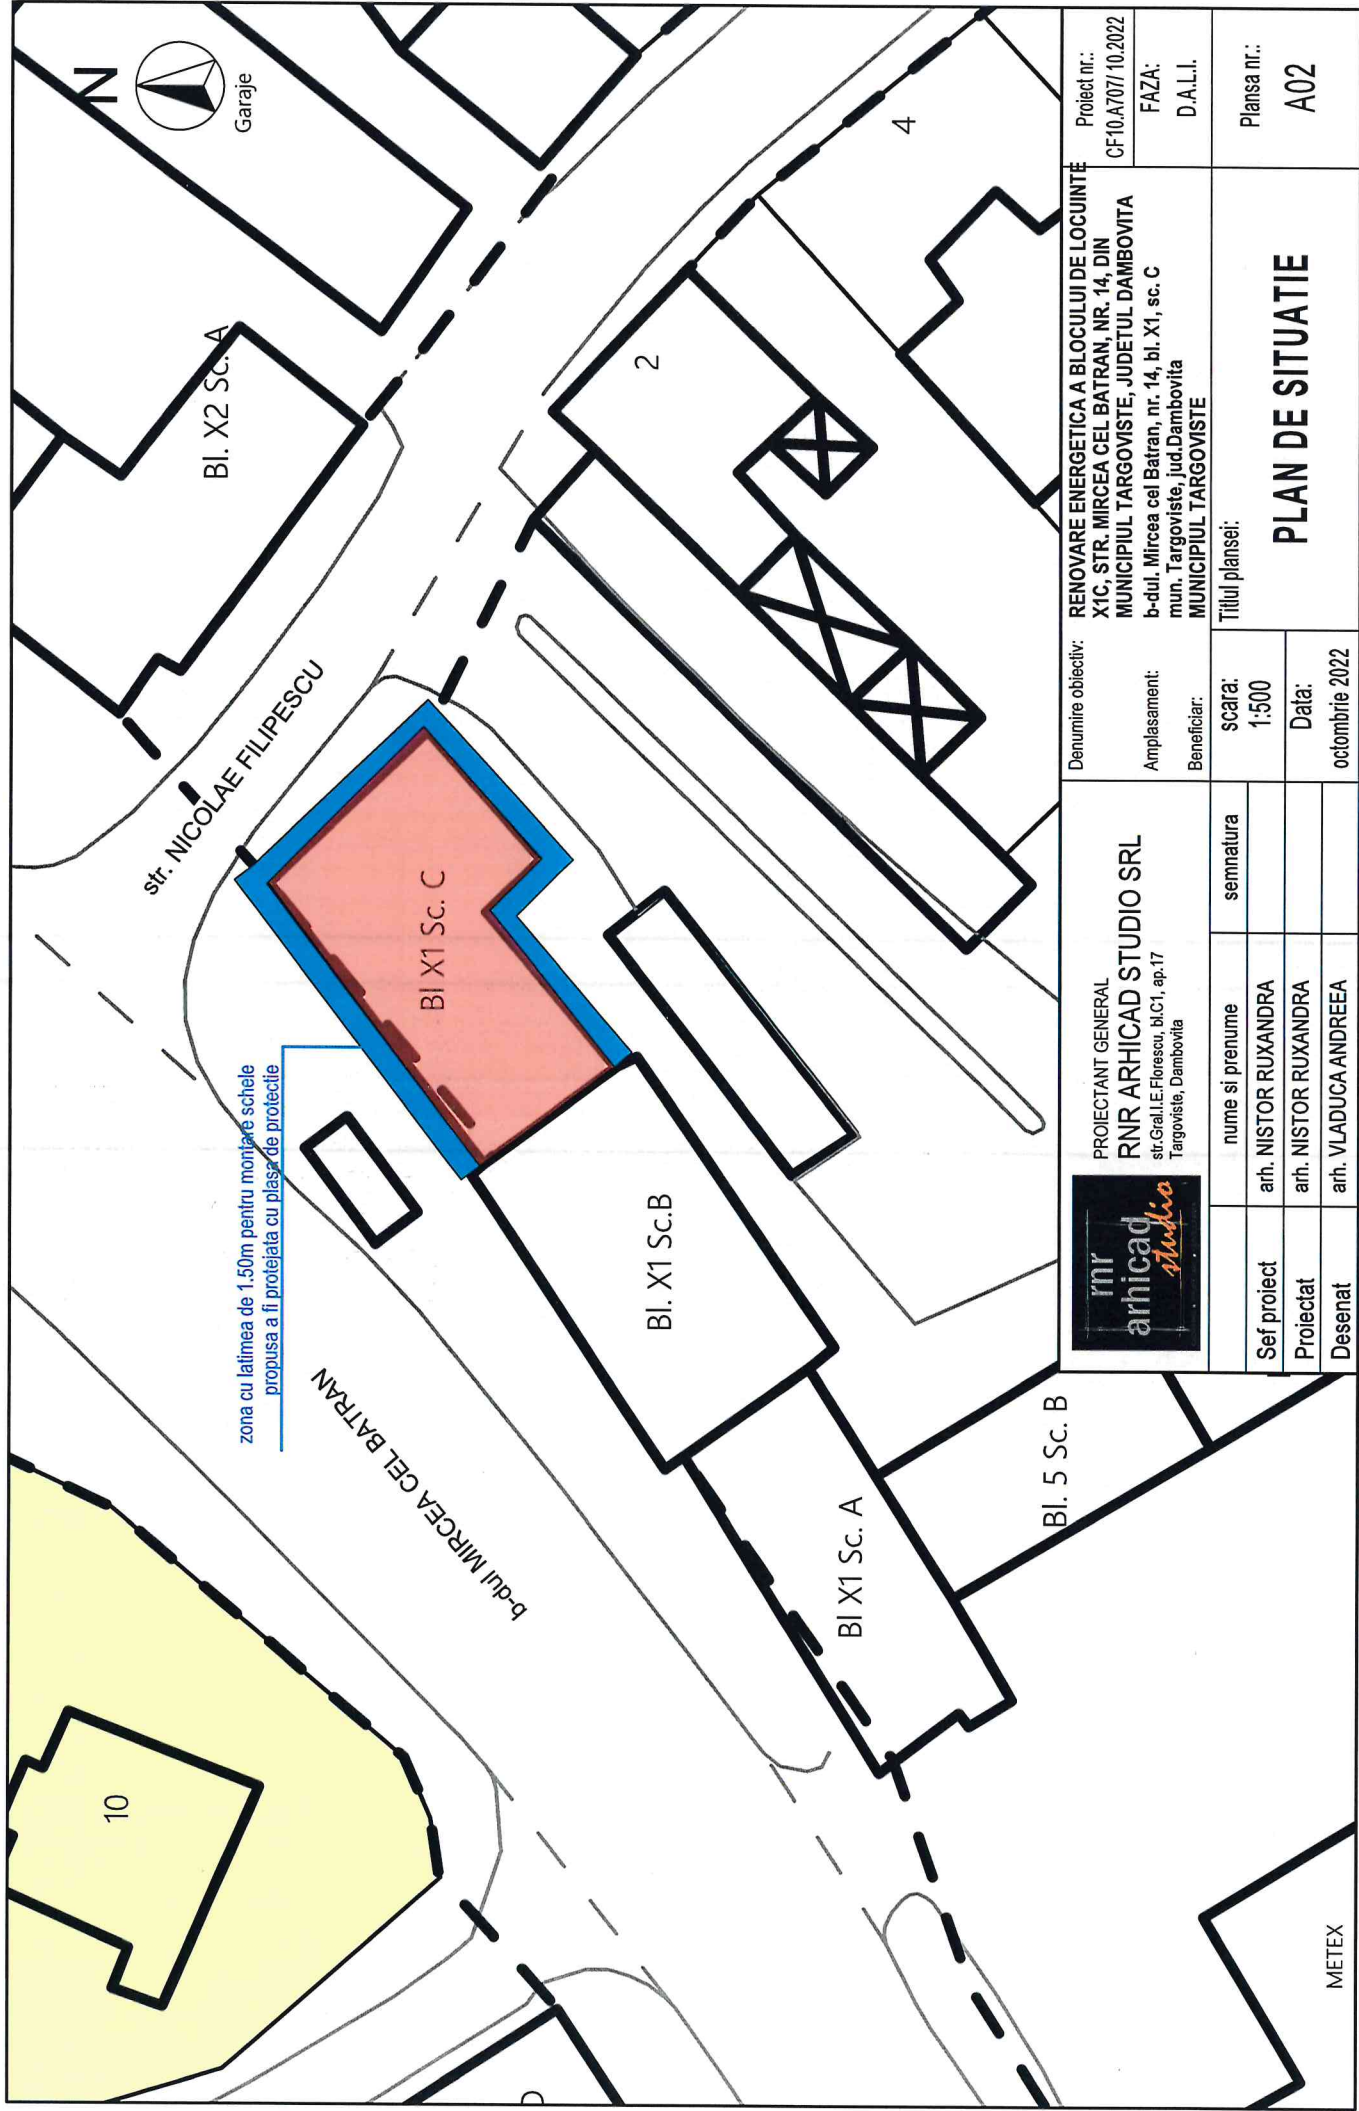 N
Garaje
Bl. X2 Sc. A
str. NICOLAE FILIPESCU
2
4
zona cu latimea de 1.50m pentru montare schele
propusa a fi protejata cu plasa de protectie
Bl X1 Sc. C
b-dul MIRCEA CEL BATRAN
Bl. X1 Sc.B
10
Bl X1 Sc. A
Bl. 5 Sc. B
METEX
rnr
arhicad
studio
PROIECTANT GENERAL
RNR ARHICAD STUDIO SRL
str.Gral.I.E.Florescu, bl.C1, ap.17
Targoviste, Dambovita
nume si prenume
semnatura
Sef proiect
arh. NISTOR RUXANDRA
Proiectat
arh. NISTOR RUXANDRA
Desenat
arh. VLADUCA ANDREEA
Denumire obiectiv:
RENOVARE ENERGETICA A BLOCULUI DE LOCUINTE
X1C, STR. MIRCEA CEL BATRAN, NR. 14, DIN
MUNICIPIUL TARGOVISTE, JUDETUL DAMBOVITA
Amplasament:
b-dul. Mircea cel Batran, nr. 14, bl. X1, sc. C
mun. Targoviste, jud.Dambovita
Beneficiar:
MUNICIPIUL TARGOVISTE
scara:
1:500
Data:
octombrie 2022
Titlul plansei:
PLAN DE SITUATIE
Proiect nr.:
CF10.A707/ 10.2022
FAZA:
D.A.L.I.
Plansa nr.:
A02